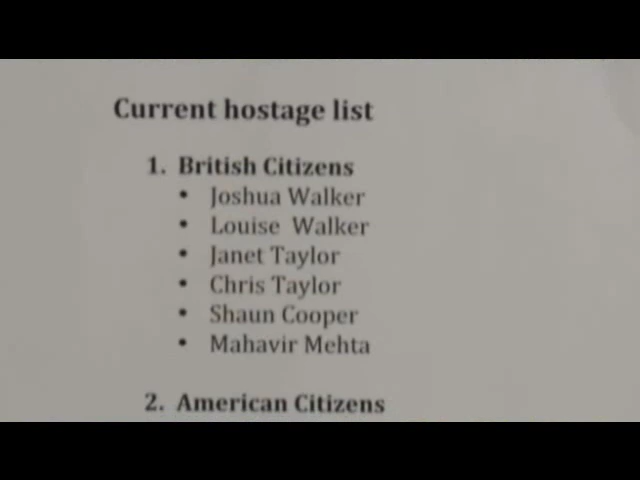 Current hostage list
1. British Citizens
• Joshua Walker
• Louise Walker
• Janet Taylor
• Chris Taylor
• Shaun Cooper
• Mahavir Mehta
2. American Citizens